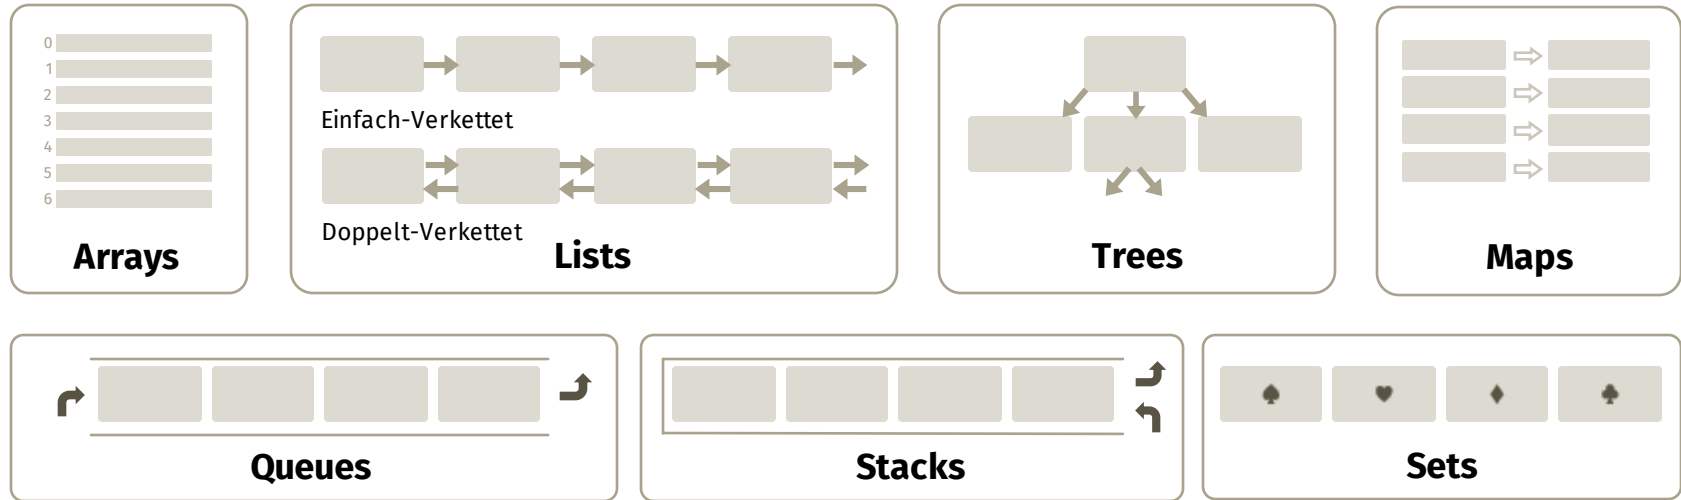 0
1
2
3
4
5
6
Arrays
Einfach-Verkettet
Doppelt-Verkettet
Lists
Trees
Maps
Queues
Stacks
Sets